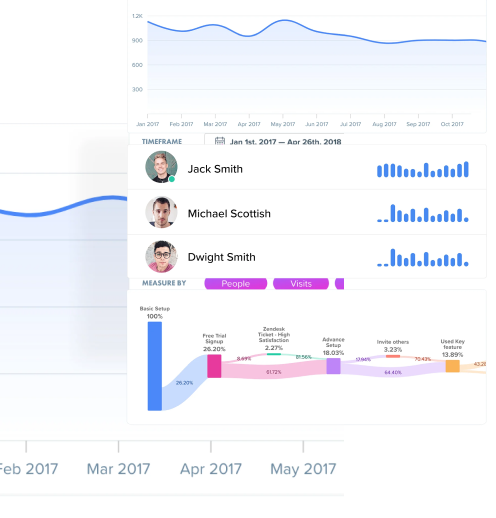 1.2K
900
600
300
Jan 2017 Feb 2017 Mar 2017 Apr 2017 May 2017 Jun 2017 Jul 2017 Aug 2017 Sep 2017 Oct 2017
TIMEFRAME Jan 1st, 2017 — Apr 26th, 2018
Jack Smith
Michael Scottish
Dwight Smith
MEASURE BY People Visits
Basic Setup
100%
Free Trial
Signup
26.20%
Zendesk
Ticket - High
Satisfaction
2.27%
Advance
Setup
18.03%
Invite others
3.23%
Used Key
feature
13.89%
26.20%
8.69%
81.56%
61.72%
17.94%
70.43%
64.40%
43.2
Feb 2017 Mar 2017 Apr 2017 May 2017